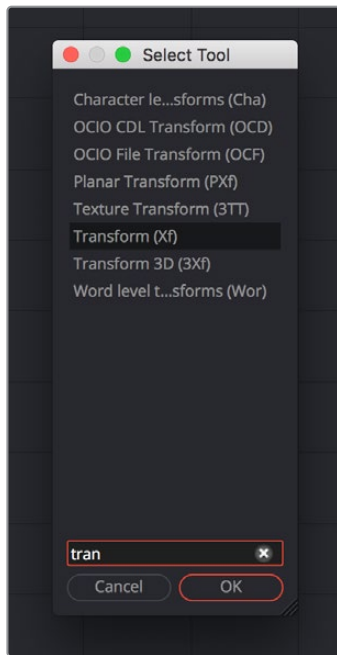 Select Tool
Character le...sforms (Cha)
OCIO CDL Transform (OCD)
OCIO File Transform (OCF)
Planar Transform (PXf)
Texture Transform (3TT)
Transform (Xf)
Transform 3D (3Xf)
Word level t...sforms (Wor)
tran
Cancel OK